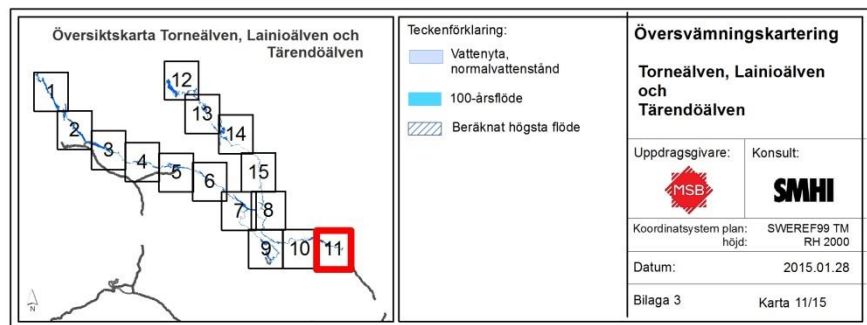 Översiktskarta Torneälven, Lainioälven och
Tärendöälven
1
2
3
4
5
6
7
8
9
10
11
12
13
14
15
N
Teckenförklaring:
Vattenyta,
normalvattenstånd
100-årsflöde
Beräknat högsta flöde
Översvämningskartering
Torneälven, Lainioälven
och
Tärendöälven
Uppdragsgivare:
MSB
Konsult:
SMHI
Koordinatsystem plan: SWEREF99 TM
höjd: RH 2000
Datum: 2015.01.28
Bilaga 3 Karta 11/15